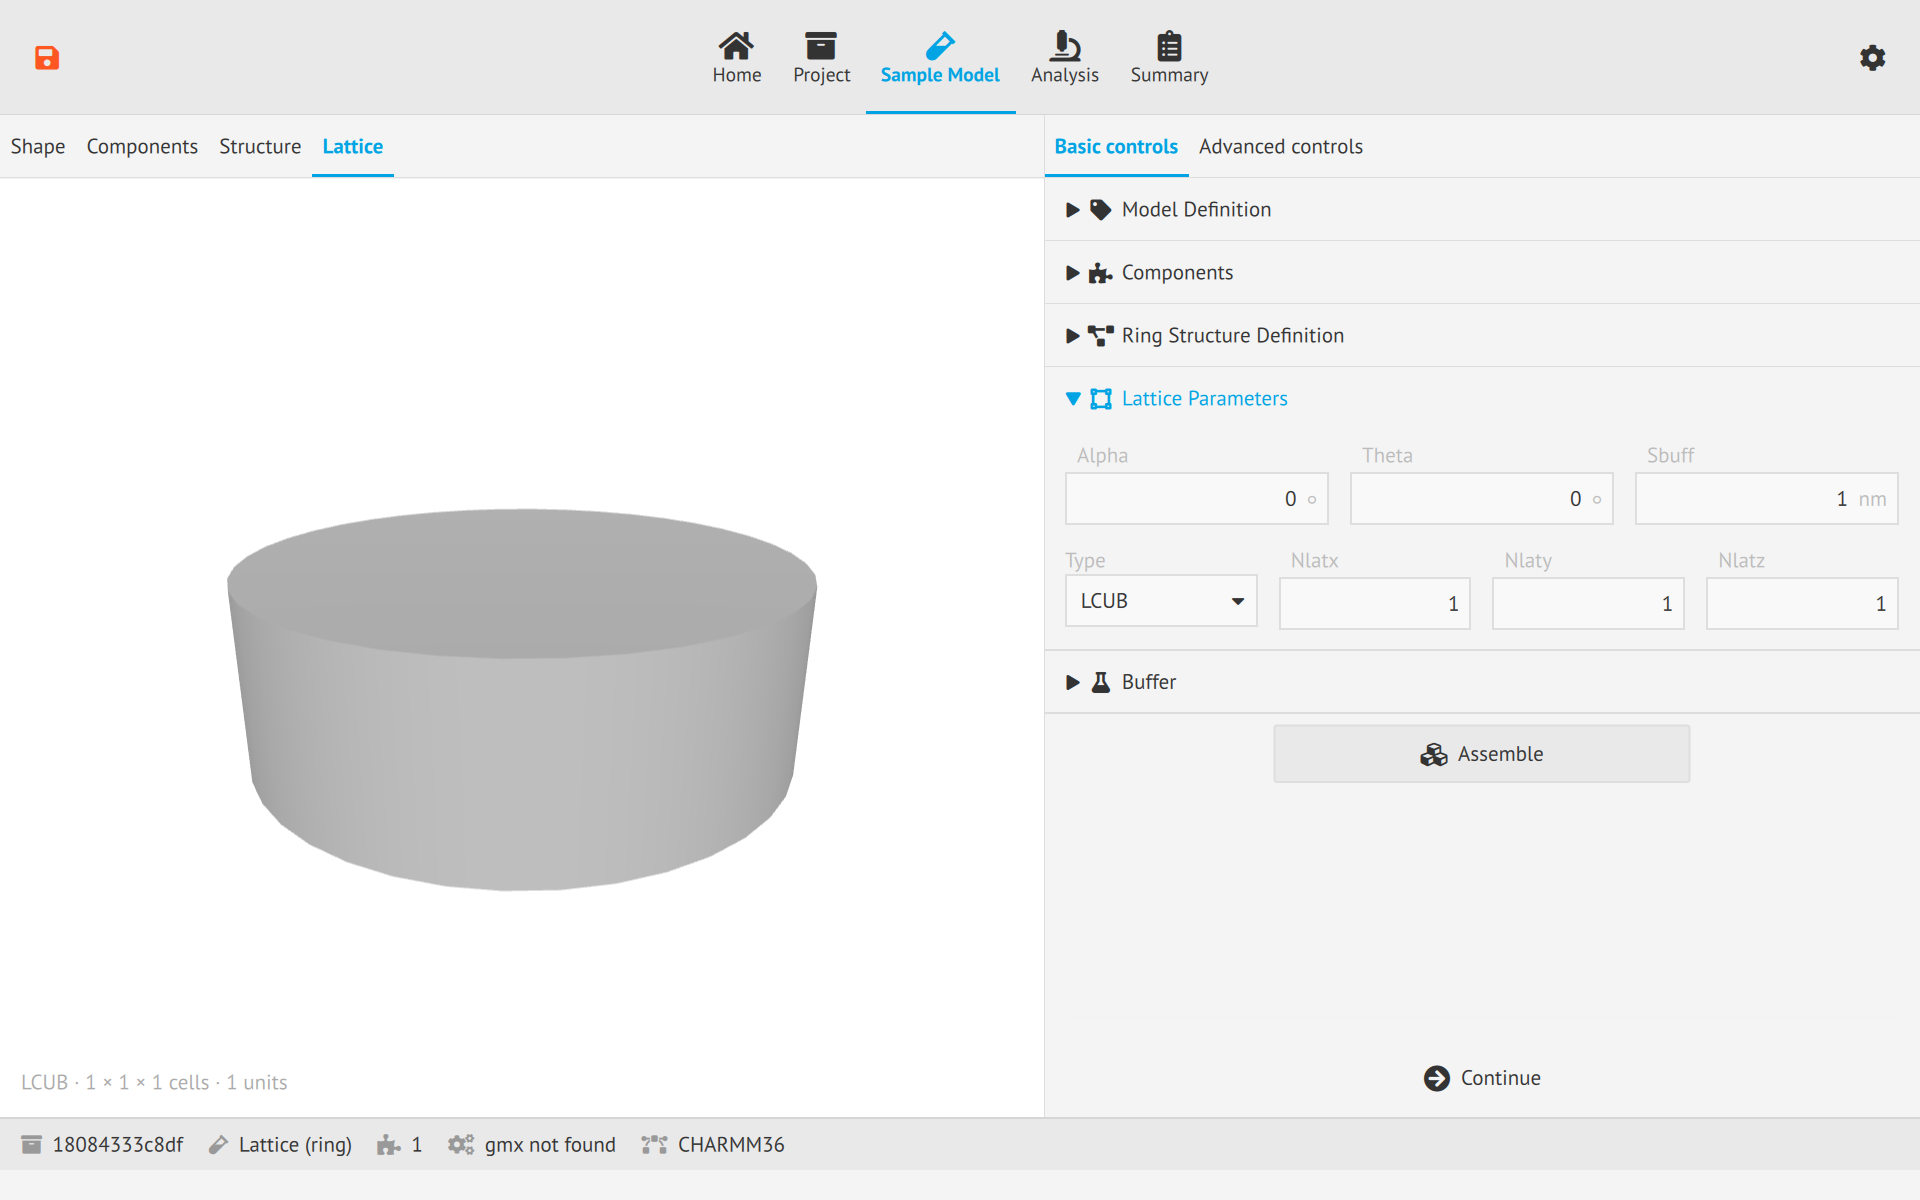 Home
Project
Sample Model
Analysis
Summary
Shape
Components
Structure
Lattice
Basic controls
Advanced controls
Model Definition
Components
Ring Structure Definition
Lattice Parameters
Alpha
Theta
Sbuff
0 °
0 °
1 nm
Type
Nlatx
Nlaty
Nlatz
LCUB
1
1
1
Buffer
Assemble
Continue
LCUB · 1 × 1 × 1 cells · 1 units
18084333c8df
Lattice (ring)
1
gmx not found
CHARMM36